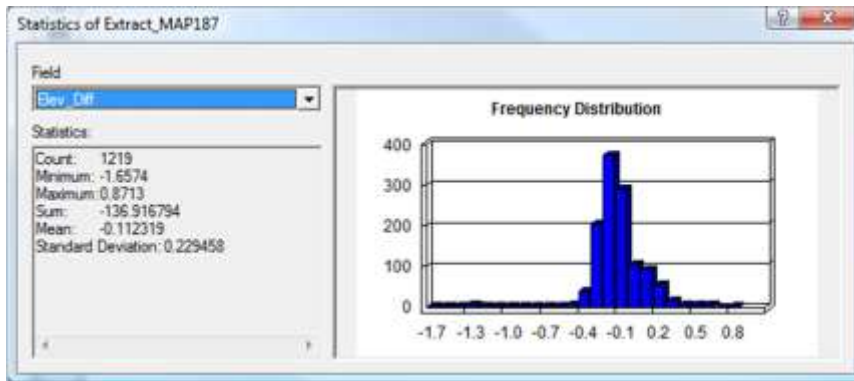 Statistics of Extract_MAP187
Field
Elev_Diff
Statistics:
Count: 1219
Minimum: -1.6574
Maximum: 0.8713
Sum: -136.916794
Mean: -0.112319
Standard Deviation: 0.229458
Frequency Distribution
400
300
200
100
0
-1.7 -1.3 -1.0 -0.7 -0.4 -0.1 0.2 0.5 0.8